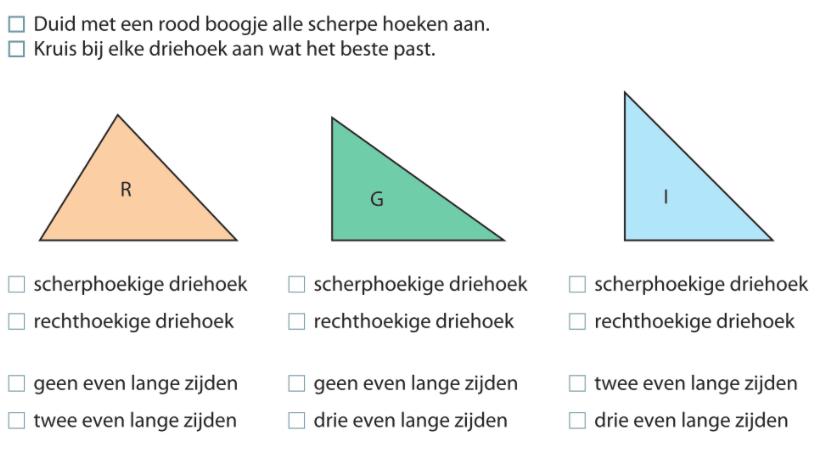 Duid met een rood boogje alle scherpe hoeken aan.
Kruis bij elke driehoek aan wat het beste past.
R
G
I
scherphoekige driehoek
rechthoekige driehoek
geen even lange zijden
twee even lange zijden
scherphoekige driehoek
rechthoekige driehoek
geen even lange zijden
drie even lange zijden
scherphoekige driehoek
rechthoekige driehoek
twee even lange zijden
drie even lange zijden